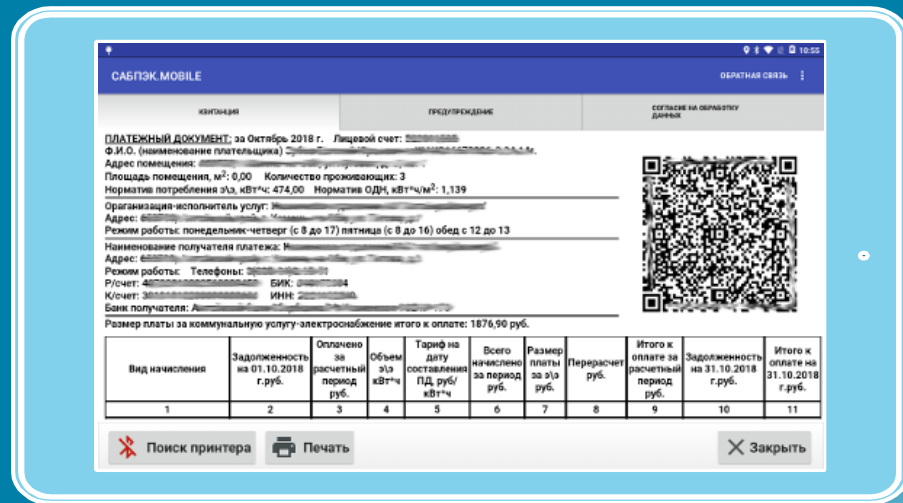 10:55
САБПЭК.MOBILE
ОБРАТНАЯ СВЯЗЬ
КВИТАНЦИЯ
ПРЕДУПРЕЖДЕНИЕ
СОГЛАСИЕ НА ОБРАБОТКУ
ДАННЫХ
ПЛАТЕЖНЫЙ ДОКУМЕНТ: за Октябрь 2018 г. Лицевой счет:
Ф.И.О. (наименование плательщика)
Адрес помещения:
Площадь помещения, м²: 0,00 Количество проживающих: 3
Норматив потребления э\э, кВт*ч: 474,00 Норматив ОДН, кВт*ч/м²: 1,139
Ораганизация-исполнитель услуг:
Адрес:
Режим работы: понедельник-четверг (с 8 до 17) пятница (с 8 до 16) обед с 12 до 13
Наименование получателя платежа:
Адрес:
Режим работы: Телефоны:
Р/счет: БИК:
К/счет: ИНН:
Банк получателя:
Размер платы за коммунальную услугу-электроснабжение итого к оплате: 1876,90 руб.
Вид начисления
Задолженность на 01.10.2018 г.руб.
Оплачено за расчетный период руб.
Объем э\э кВт*ч
Тариф на дату составления ПД, руб/кВт*ч
Всего начислено за период руб.
Размер платы за э\э руб.
Перерасчет руб.
Итого к оплате за расчетный период руб.
Задолженность на 31.10.2018 г.руб.
Итого к оплате на 31.10.2018 г.руб.
1 2 3 4 5 6 7 8 9 10 11
Поиск принтера
Печать
Закрыть